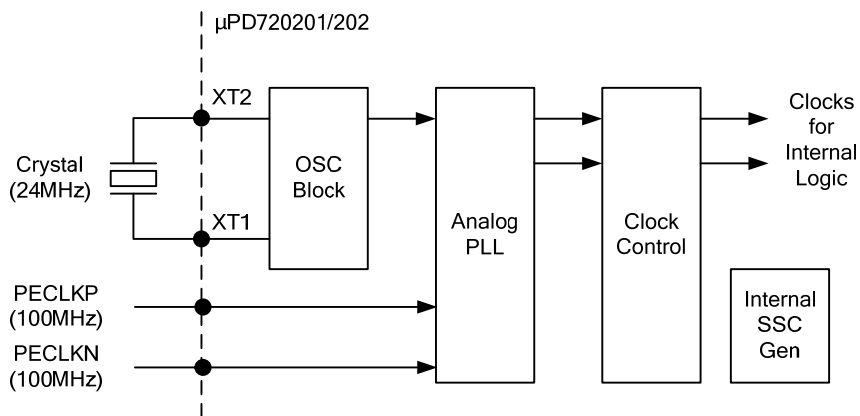 μPD720201/202
XT2
Crystal
(24MHz)
XT1
OSC
Block
PECLKP
(100MHz)
PECLKN
(100MHz)
Analog
PLL
Clock
Control
Clocks
for
Internal
Logic
Internal
SSC
Gen